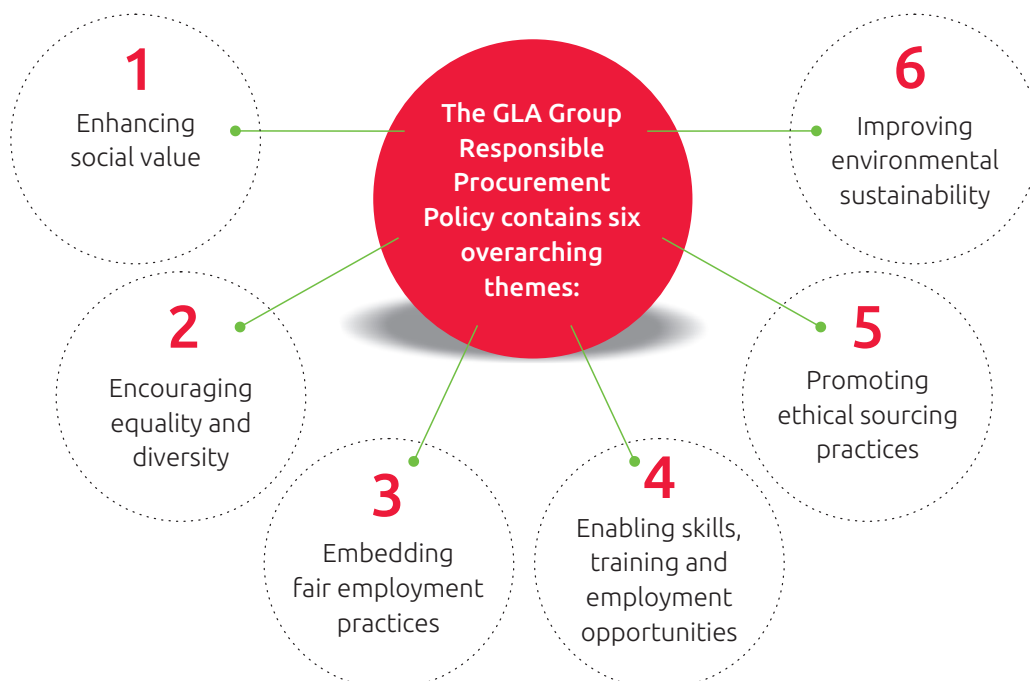 The GLA Group
Responsible
Procurement
Policy contains six
overarching
themes:
1
Enhancing
social value
2
Encouraging
equality and
diversity
3
Embedding
fair employment
practices
4
Enabling skills,
training and
employment
opportunities
5
Promoting
ethical sourcing
practices
6
Improving
environmental
sustainability